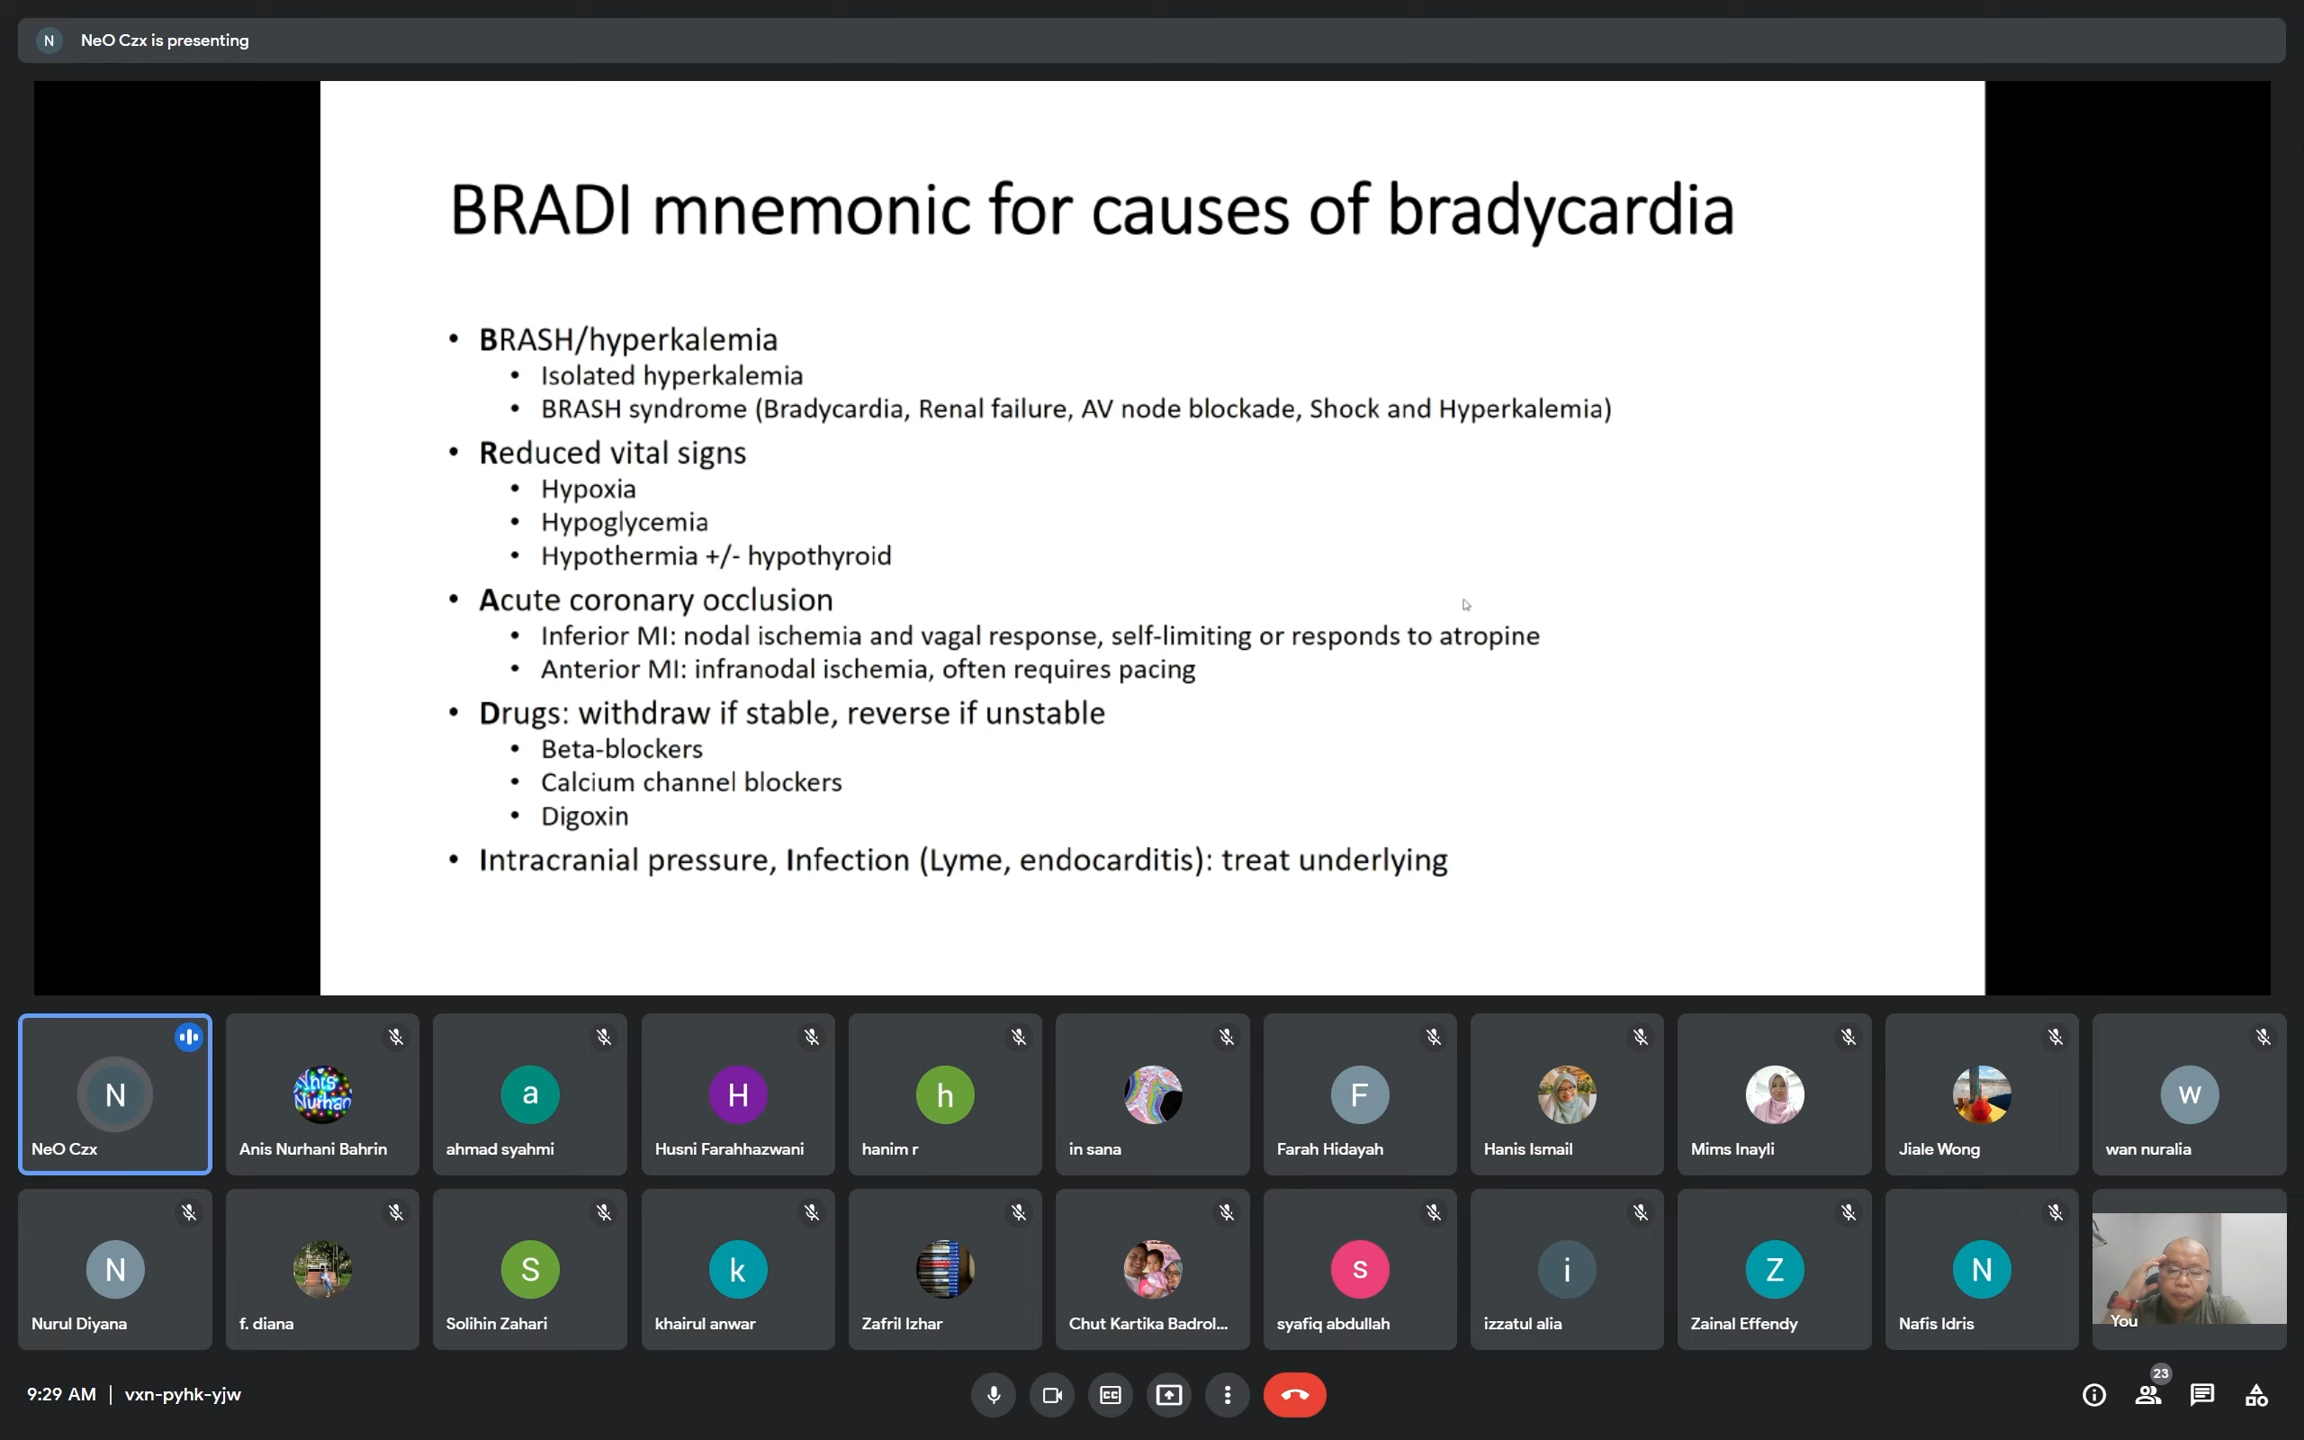 N
NeO Czx is presenting
BRADI mnemonic for causes of bradycardia
• BRASH/hyperkalemia
• Isolated hyperkalemia
• BRASH syndrome (Bradycardia, Renal failure, AV node blockade, Shock and Hyperkalemia)
• Reduced vital signs
• Hypoxia
• Hypoglycemia
• Hypothermia +/- hypothyroid
• Acute coronary occlusion
• Inferior MI: nodal ischemia and vagal response, self-limiting or responds to atropine
• Anterior MI: infranodal ischemia, often requires pacing
• Drugs: withdraw if stable, reverse if unstable
• Beta-blockers
• Calcium channel blockers
• Digoxin
• Intracranial pressure, Infection (Lyme, endocarditis): treat underlying
N
NeO Czx
Anis Nurhani Bahrin
a
ahmad syahmi
H
Husni Farahhazwani
h
hanim r
in sana
F
Farah Hidayah
Hanis Ismail
Mims Inayli
Jiale Wong
w
wan nuralia
N
Nurul Diyana
f. diana
S
Solihin Zahari
k
khairul anwar
Zafril Izhar
Chut Kartika Badrol...
s
syafiq abdullah
i
izzatul alia
Z
Zainal Effendy
N
Nafis Idris
You
9:29 AM | vxn-pyhk-yjw
CC
23